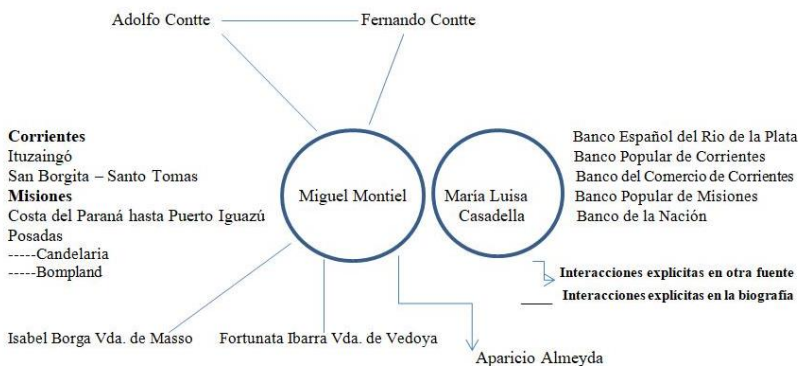 Adolfo Contte
Fernando Contte
Corrientes
Ituzaingó
San Borgita – Santo Tomas
Misiones
Costa del Paraná hasta Puerto Iguazú
Posadas
-----Candelaria
-----Bompland
Miguel Montiel
María Luisa
Casadella
Banco Español del Rio de la Plata
Banco Popular de Corrientes
Banco del Comercio de Corrientes
Banco Popular de Misiones
Banco de la Nación
Interacciones explícitas en otra fuente
Interacciones explícitas en la biografía
Isabel Borga Vda. de Masso
Fortunata Ibarra Vda. de Vedoya
Aparicio Almeyda